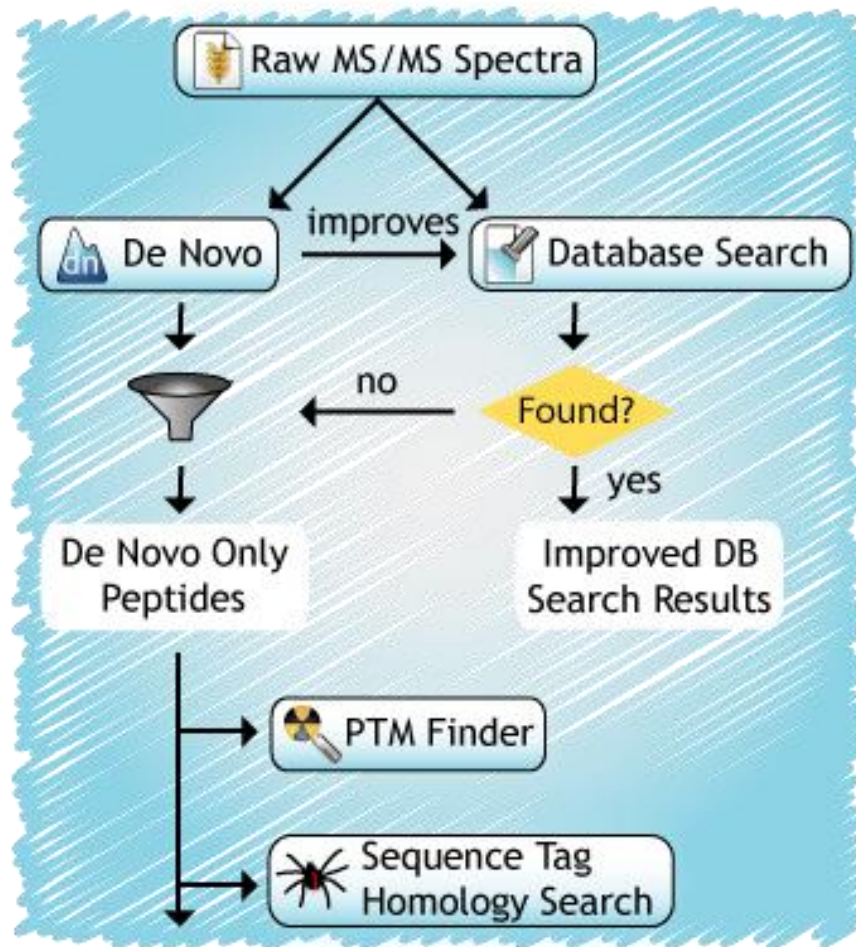 Raw MS/MS Spectra
improves
dn De Novo
Database Search
no
Found?
yes
De Novo Only
Peptides
Improved DB
Search Results
PTM Finder
Sequence Tag
Homology Search